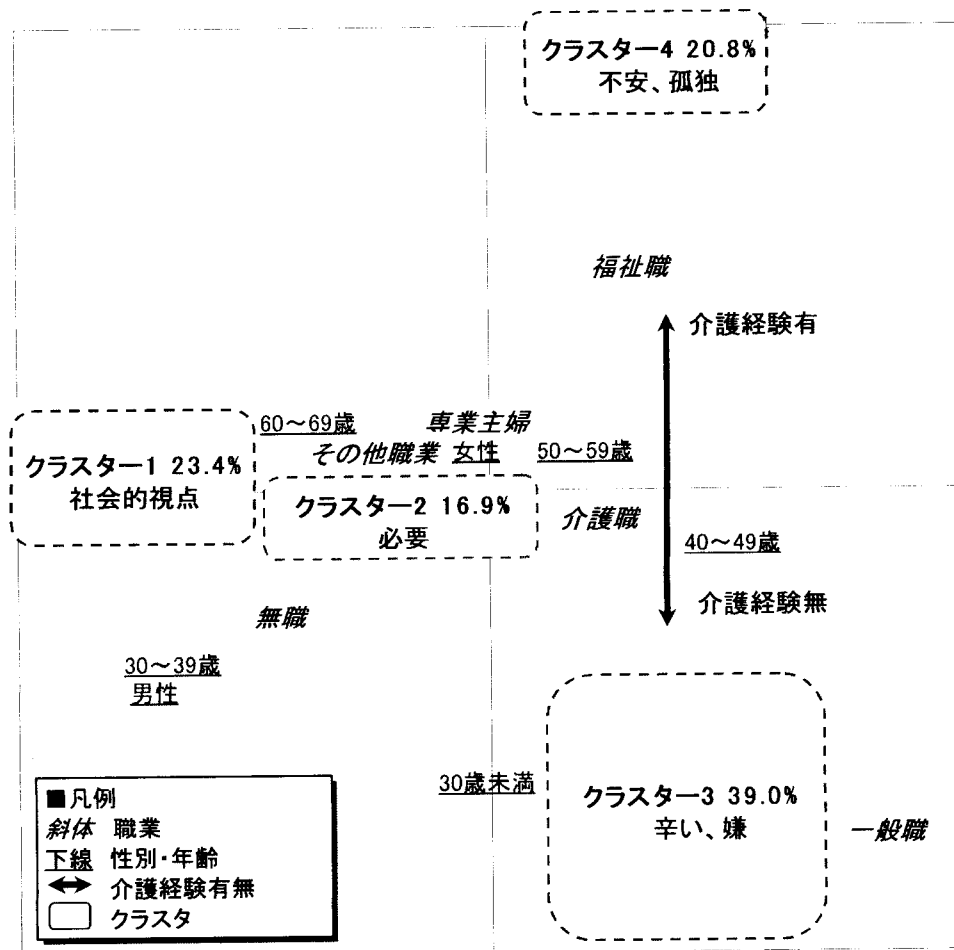 クラスター4 20.8%
不安、孤独
福祉職
介護経験有
60～69歳
専業主婦
その他職業
女性
50～59歳
クラスター1 23.4%
社会的視点
クラスター2 16.9%
必要
介護職
40～49歳
介護経験無
無職
30～39歳
男性
30歳未満
クラスター3 39.0%
辛い、嫌
一般職
■凡例
斜体 職業
下線 性別・年齢
介護経験有無
クラスタ